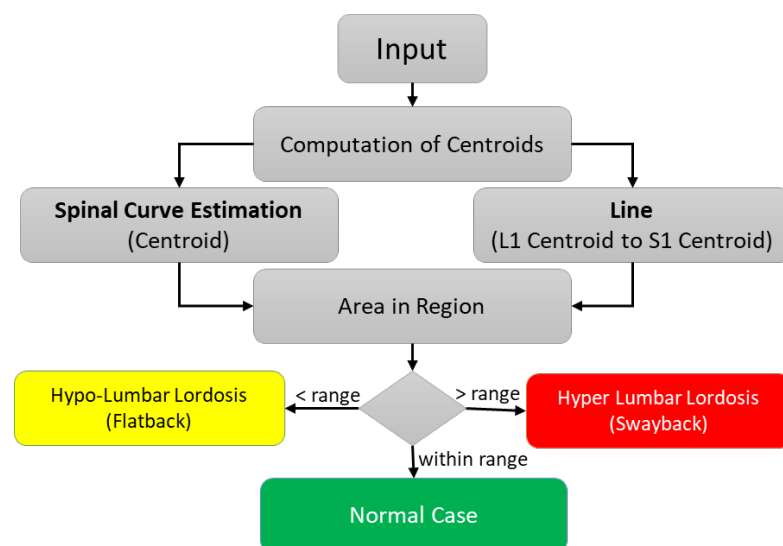 Input
Computation of Centroids
Spinal Curve Estimation
(Centroid)
Line
(L1 Centroid to S1 Centroid)
Area in Region
Hypo-Lumbar Lordosis
(Flatback)
< range
> range
Hyper Lumbar Lordosis
(Swayback)
within range
Normal Case